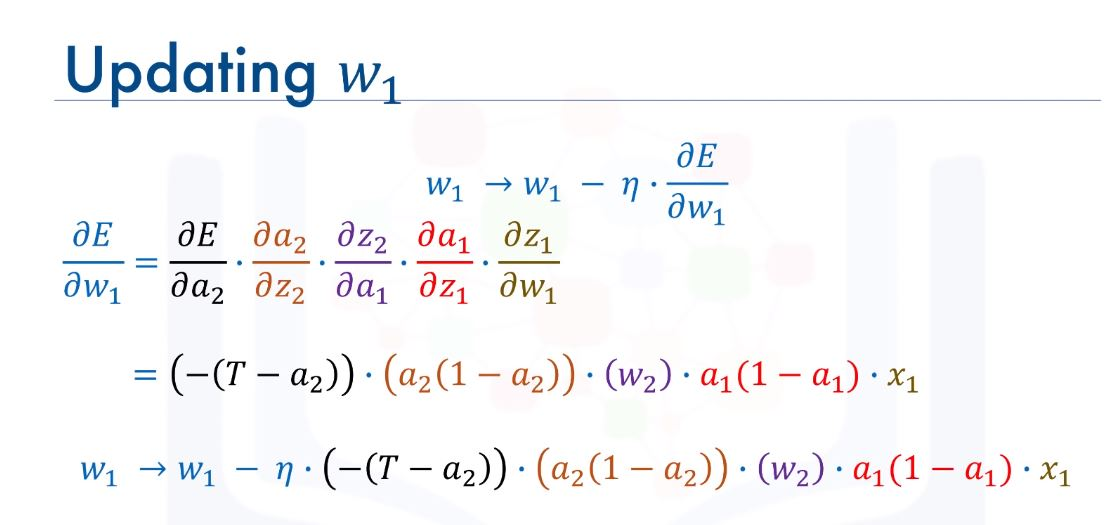 Updating w₁
w₁ → w₁ − η · ∂E/∂w₁
∂E/∂w₁ = ∂E/∂a₂ · ∂a₂/∂z₂ · ∂z₂/∂a₁ · ∂a₁/∂z₁ · ∂z₁/∂w₁
= (−(T − a₂)) · (a₂(1 − a₂)) · (w₂) · a₁(1 − a₁) · x₁
w₁ → w₁ − η · (−(T − a₂)) · (a₂(1 − a₂)) · (w₂) · a₁(1 − a₁) · x₁